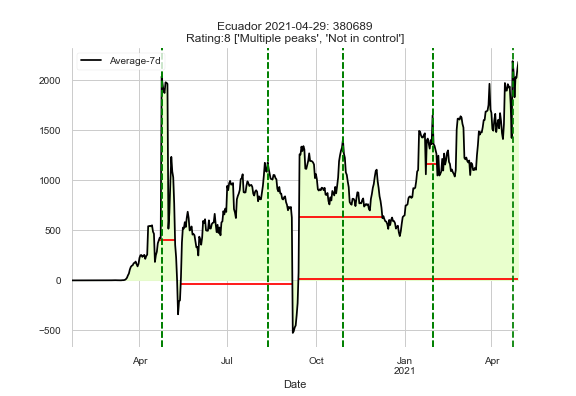 Ecuador 2021-04-29: 380689
Rating:8 ['Multiple peaks', 'Not in control']
Average-7d
2000
1500
1000
500
0
−500
Apr
Jul
Oct
Jan
2021
Apr
Date